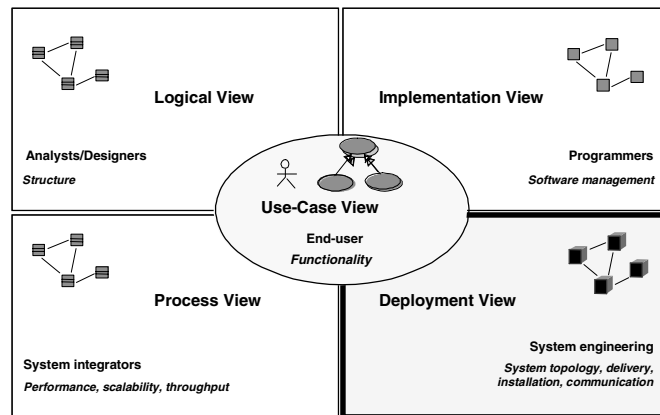 Logical View
Implementation View
Analysts/Designers
Structure
Programmers
Software management
Use-Case View
End-user
Functionality
Process View
Deployment View
System integrators
Performance, scalability, throughput
System engineering
System topology, delivery,
installation, communication